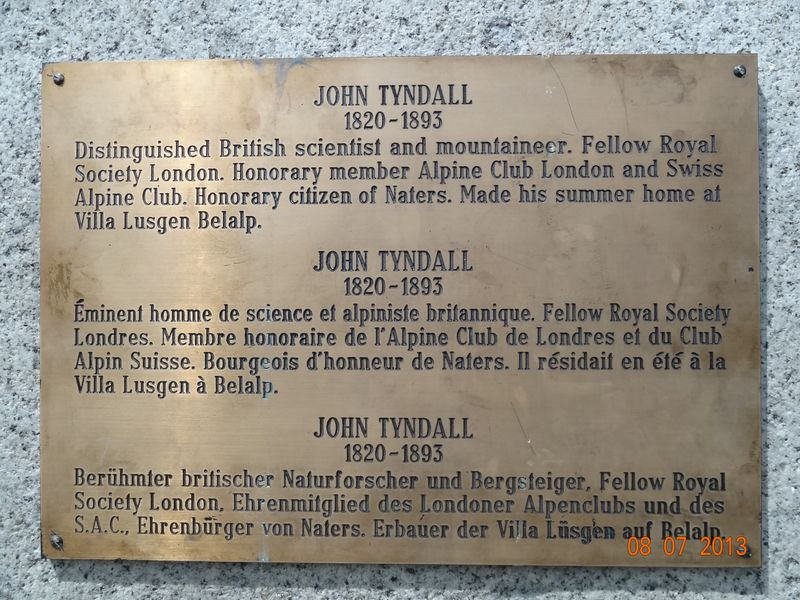 JOHN TYNDALL
1820-1893
Distinguished British scientist and mountaineer. Fellow Royal
Society London. Honorary member Alpine Club London and Swiss
Alpine Club. Honorary citizen of Naters. Made his summer home at
Villa Lusgen Belalp.
JOHN TYNDALL
1820-1893
Éminent homme de science et alpiniste britannique. Fellow Royal Society
Londres. Membre honoraire de l'Alpine Club de Londres et du Club
Alpin Suisse. Bourgeois d'honneur de Naters. Il résidait en été à la
Villa Lusgen à Belalp.
JOHN TYNDALL
1820-1893
Berühmter britischer Naturforscher und Bergsteiger, Fellow Royal
Society London, Ehrenmitglied des Londoner Alpenclubs und des
S.A.C., Ehrenbürger von Naters. Erbauer der Villa Lüsgen auf Belalp.
08 07 2013